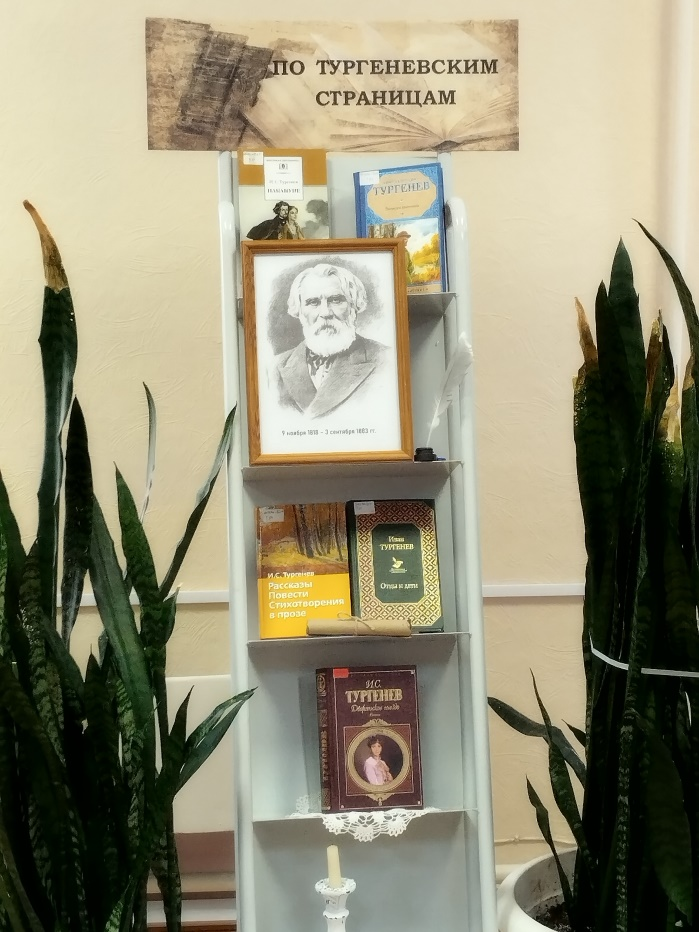 ПО ТУРГЕНЕВСКИМ
СТРАНИЦАМ
И.С. Тургенев
НАКАНУНЕ
ТУРГЕНЕВ
9 ноября 1818 – 3 сентября 1883 гг.
И.С. Тургенев
Рассказы
Повести
Стихотворения
в прозе
Иван
ТУРГЕНЕВ
Отцы и дети
И.С.
ТУРГЕНЕВ
Дворянское гнездо